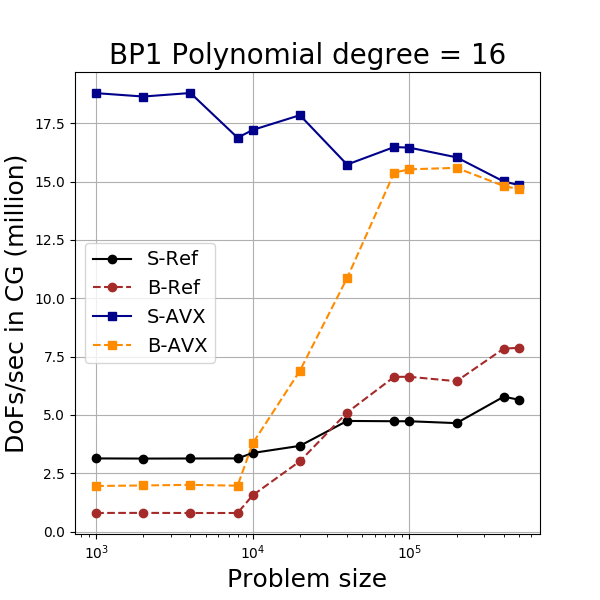 BP1 Polynomial degree = 16
DoFs/sec in CG (million)
17.5
15.0
12.5
10.0
7.5
5.0
2.5
0.0
S-Ref
B-Ref
S-AVX
B-AVX
10³
10⁴
10⁵
Problem size